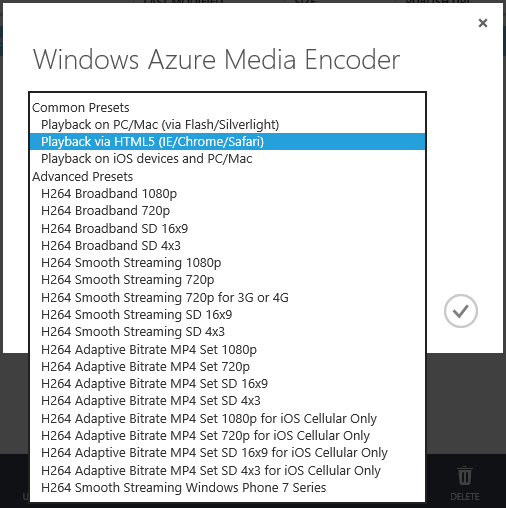 LAST MODIFIED SIZE PUBLISH URL
Windows Azure Media Encoder
Common Presets
Playback on PC/Mac (via Flash/Silverlight)
Playback via HTML5 (IE/Chrome/Safari)
Playback on iOS devices and PC/Mac
Advanced Presets
H264 Broadband 1080p
H264 Broadband 720p
H264 Broadband SD 16x9
H264 Broadband SD 4x3
H264 Smooth Streaming 1080p
H264 Smooth Streaming 720p
H264 Smooth Streaming 720p for 3G or 4G
H264 Smooth Streaming SD 16x9
H264 Smooth Streaming SD 4x3
H264 Adaptive Bitrate MP4 Set 1080p
H264 Adaptive Bitrate MP4 Set 720p
H264 Adaptive Bitrate MP4 Set SD 16x9
H264 Adaptive Bitrate MP4 Set SD 4x3
H264 Adaptive Bitrate MP4 Set 1080p for iOS Cellular Only
H264 Adaptive Bitrate MP4 Set 720p for iOS Cellular Only
H264 Adaptive Bitrate MP4 Set SD 16x9 for iOS Cellular Only
H264 Adaptive Bitrate MP4 Set SD 4x3 for iOS Cellular Only
H264 Smooth Streaming Windows Phone 7 Series
DELETE